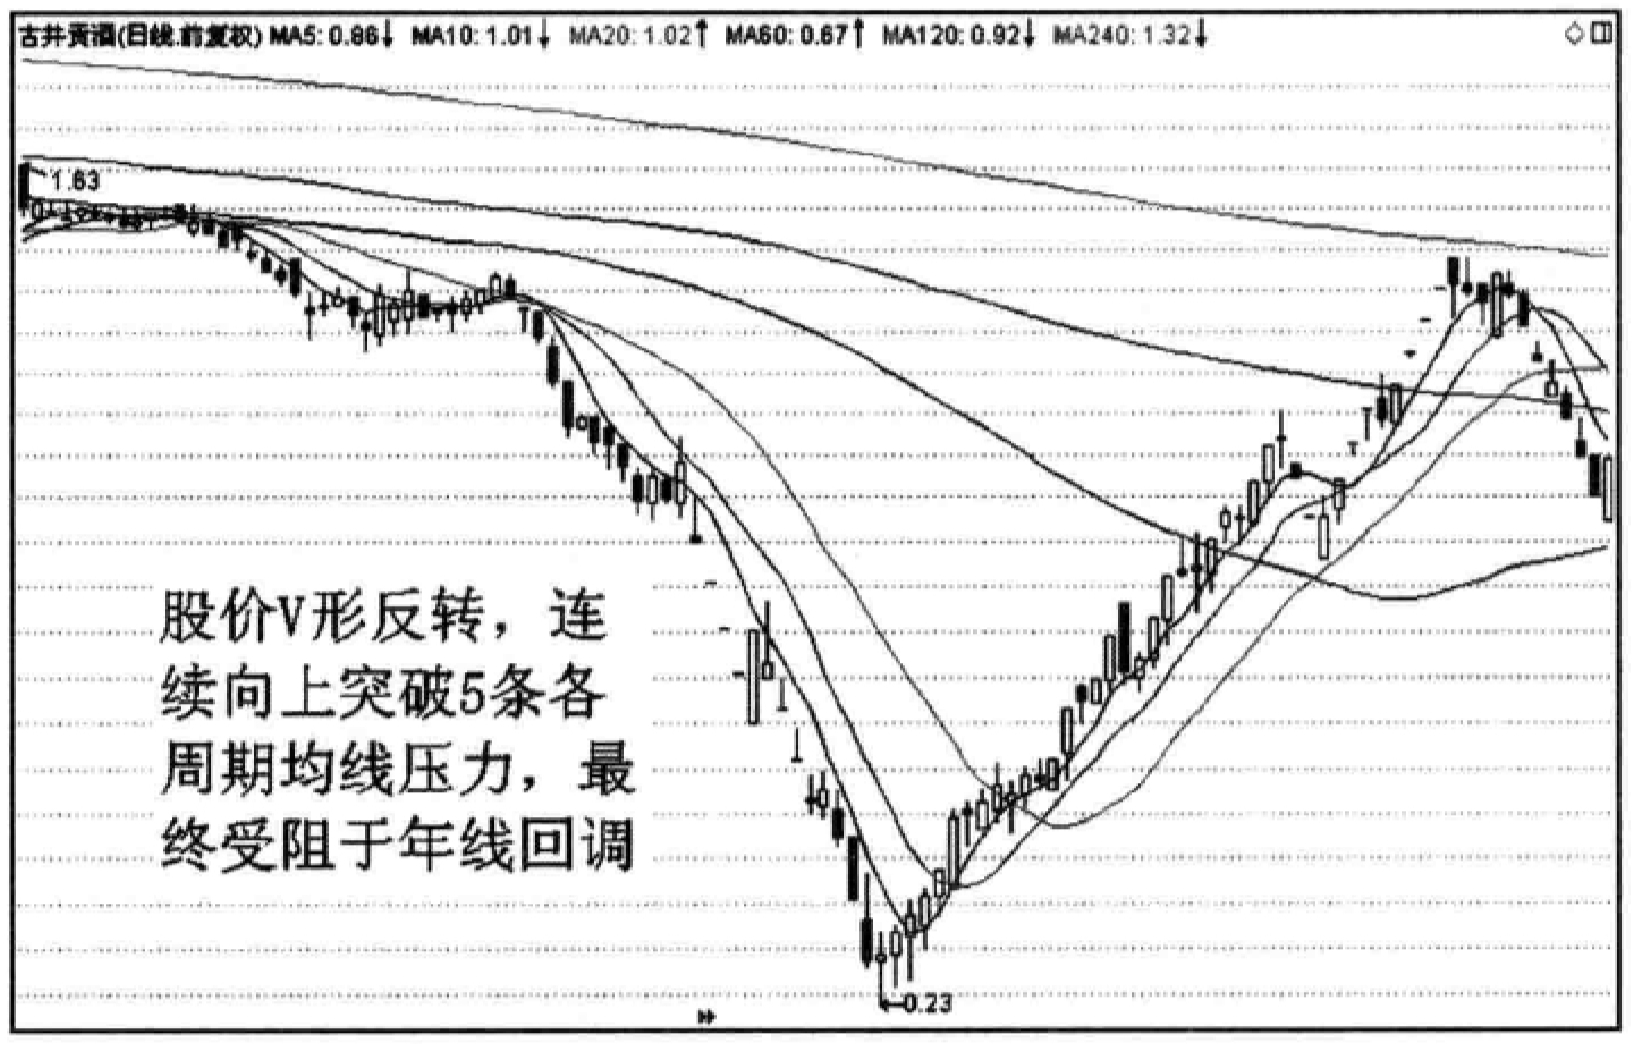 古井贡酒(日线.前复权) MA5: 0.86↓ MA10: 1.01↓ MA20: 1.02↑ MA60: 0.67↑ MA120: 0.92↓ MA240: 1.32↓
1.63
股价V形反转，连
续向上突破5条各
周期均线压力，最
终受阻于年线回调
0.23